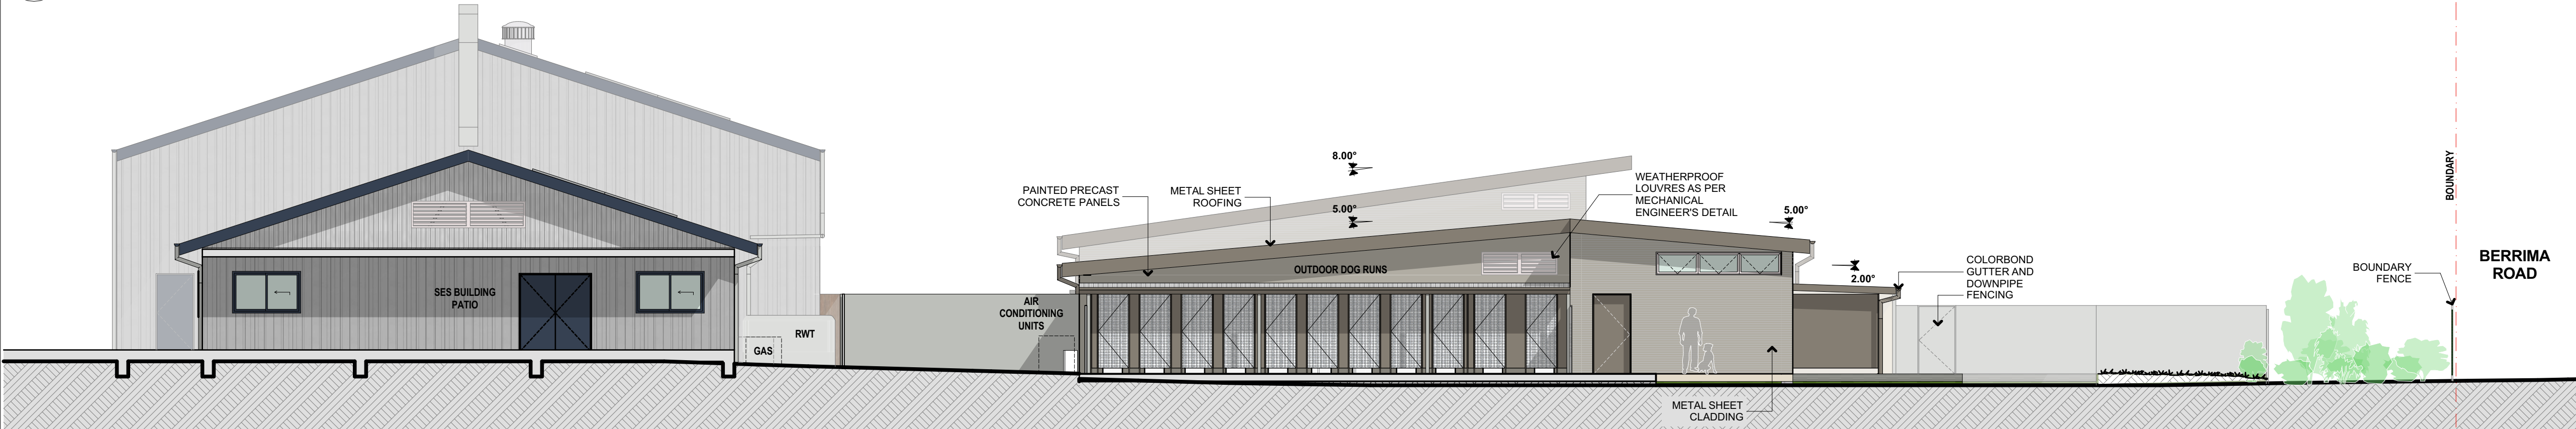 SES BUILDING
PATIO
GAS
RWT
AIR
CONDITIONING
UNITS
PAINTED PRECAST
CONCRETE PANELS
METAL SHEET
ROOFING
8.00°
5.00°
OUTDOOR DOG RUNS
WEATHERPROOF
LOUVRES AS PER
MECHANICAL
ENGINEER'S DETAIL
5.00°
2.00°
METAL SHEET
CLADDING
COLORBOND
GUTTER AND
DOWNPIPE
FENCING
BOUNDARY
FENCE
BOUNDARY
BERRIMA
ROAD